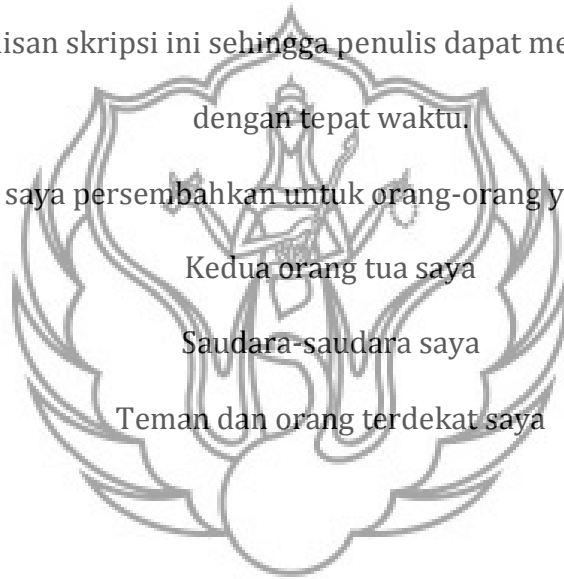 isan skripsi ini sehingga penulis dapat me
dengan tepat waktu.
saya persembahkan untuk orang-orang y
Kedua orang tua saya
Saudara-saudara saya
Teman dan orang terdekat saya